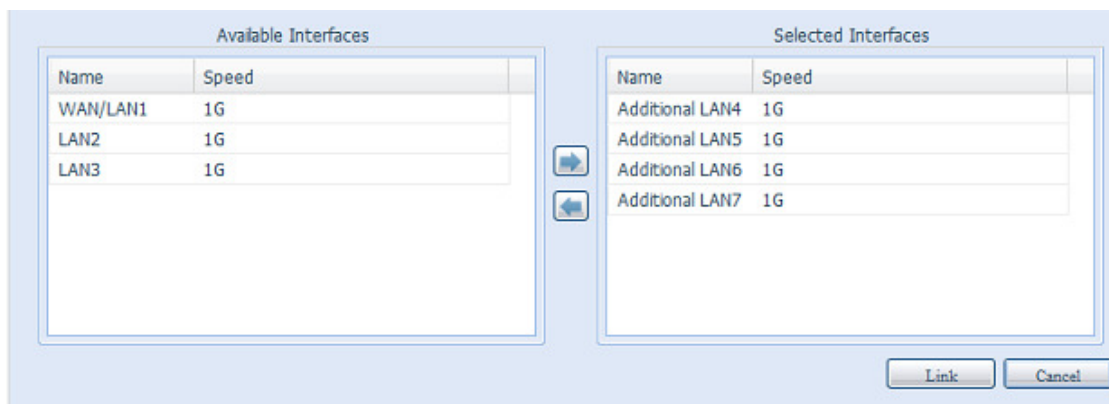 Available Interfaces
Name Speed
WAN/LAN1 1G
LAN2 1G
LAN3 1G
Selected Interfaces
Name Speed
Additional LAN4 1G
Additional LAN5 1G
Additional LAN6 1G
Additional LAN7 1G
Link Cancel